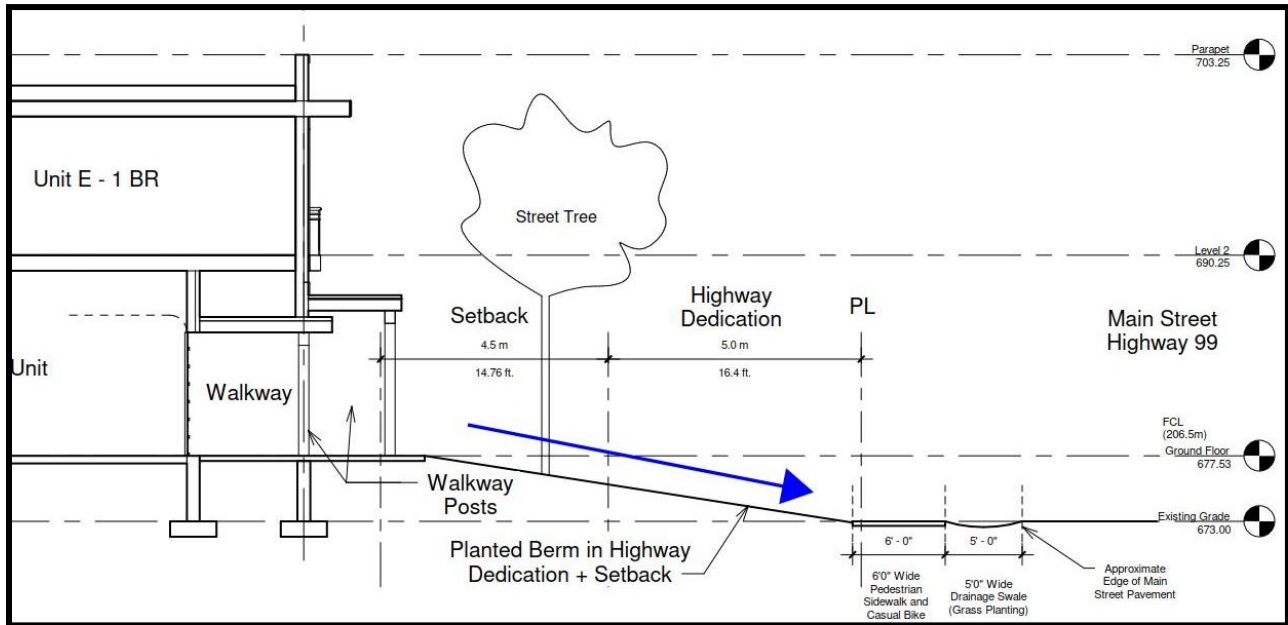 Parapet
703.25
Unit E - 1 BR
Street Tree
Level 2
690.25
Setback
4.5 m
14.76 ft.
Highway
Dedication
5.0 m
16.4 ft.
PL
Main Street
Highway 99
Unit
Walkway
FCL
(206.5m)
Ground Floor
677.53
Walkway
Posts
Existing Grade
673.00
Planted Berm in Highway
Dedication + Setback
6' - 0"
5' - 0"
6'0" Wide
Pedestrian
Sidewalk and
Casual Bike
5'0" Wide
Drainage Swale
(Grass Planting)
Approximate
Edge of Main
Street Pavement